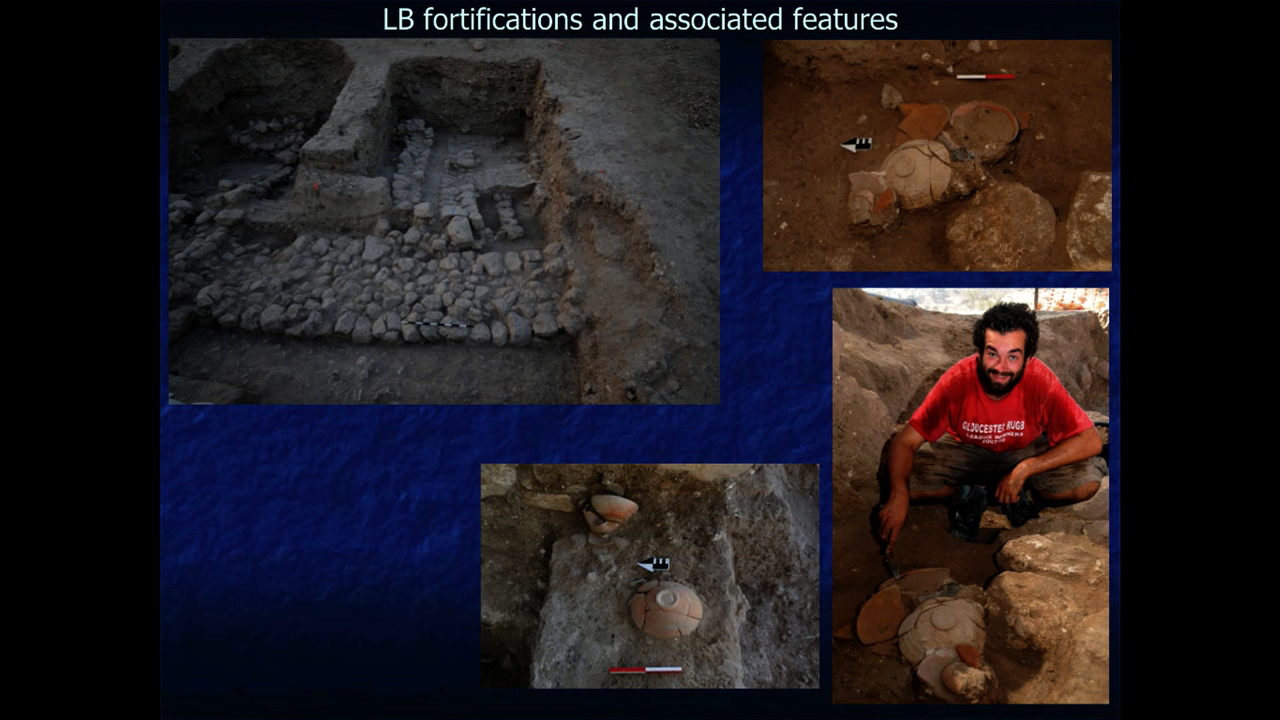 LB fortifications and associated features
GLOUCESTER RUGB
LEAGUE WINNERS